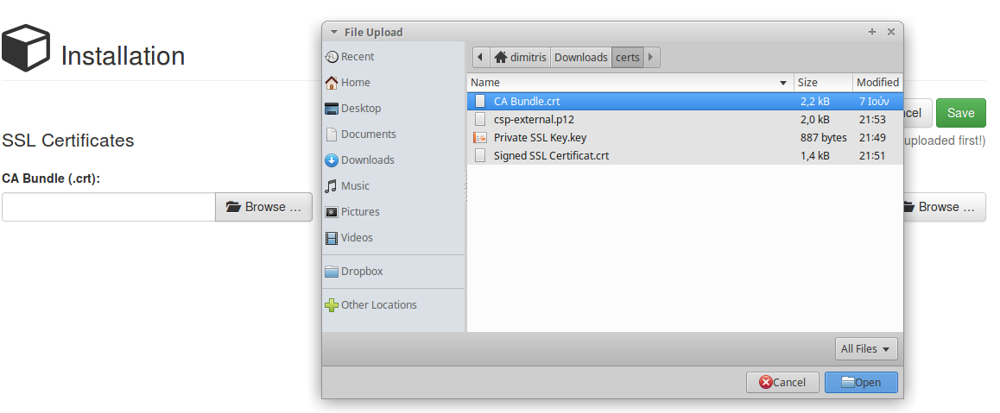 Installation
SSL Certificates
CA Bundle (.crt):
Browse ...
File Upload
Recent
Home
Desktop
Documents
Downloads
Music
Pictures
Videos
Dropbox
Other Locations
dimitris Downloads certs
Name Size Modified
CA Bundle.crt 2,2 kB 7 Ιούν
csp-external.p12 2,0 kB 21:53
Private SSL Key.key 887 bytes 21:49
Signed SSL Certificat.crt 1,4 kB 21:51
All Files
Cancel Open
cel Save
uploaded first!)
Browse ...